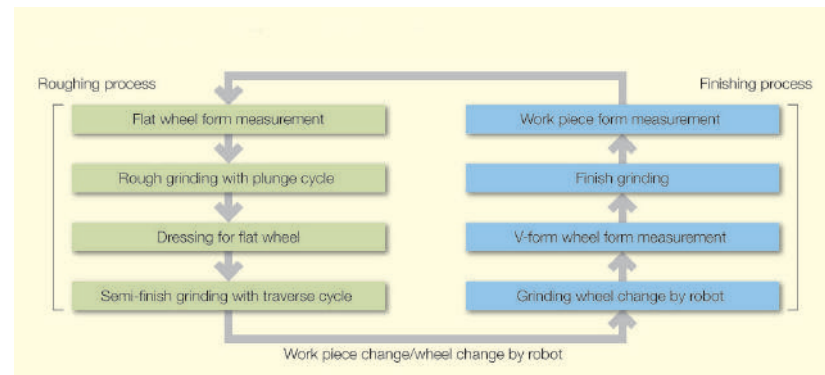 Roughing process
Flat wheel form measurement
Rough grinding with plunge cycle
Dressing for flat wheel
Semi-finish grinding with traverse cycle
Work piece change/wheel change by robot
Finishing process
Work piece form measurement
Finish grinding
V-form wheel form measurement
Grinding wheel change by robot